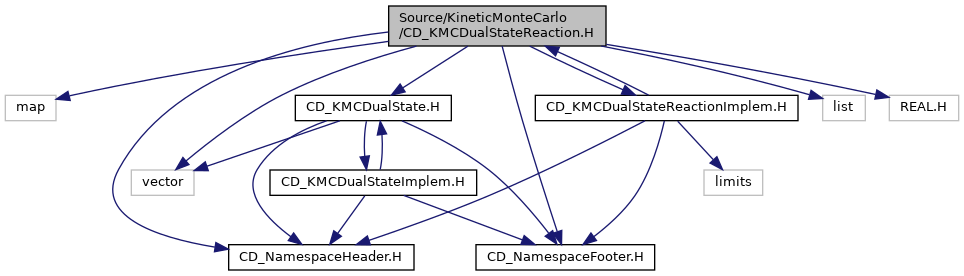 Source/KineticMonteCarlo
/CD_KMCDualStateReaction.H
map
CD_KMCDualState.H
CD_KMCDualStateReactionImplem.H
list
REAL.H
vector
CD_KMCDualStateImplem.H
limits
CD_NamespaceHeader.H
CD_NamespaceFooter.H